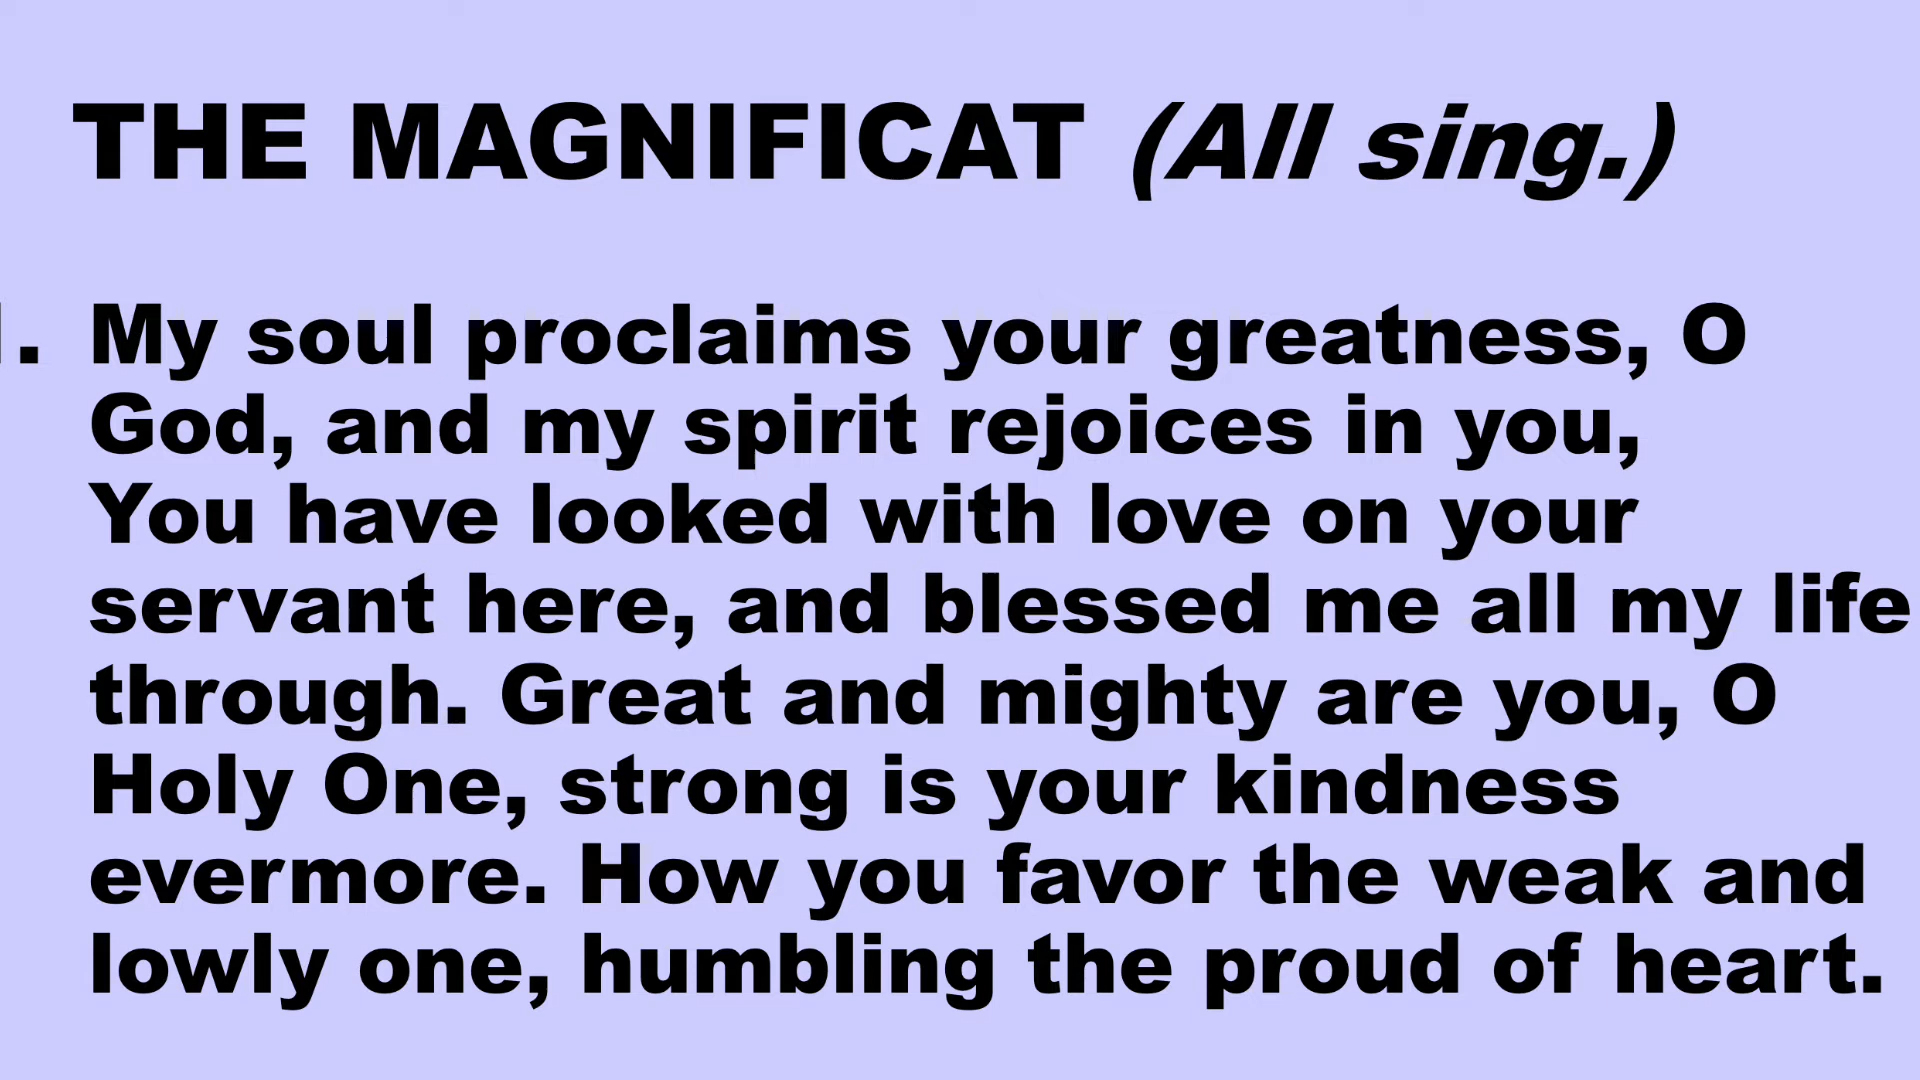 THE MAGNIFICAT (All sing.)
1. My soul proclaims your greatness, O
God, and my spirit rejoices in you,
You have looked with love on your
servant here, and blessed me all my life
through. Great and mighty are you, O
Holy One, strong is your kindness
evermore. How you favor the weak and
lowly one, humbling the proud of heart.